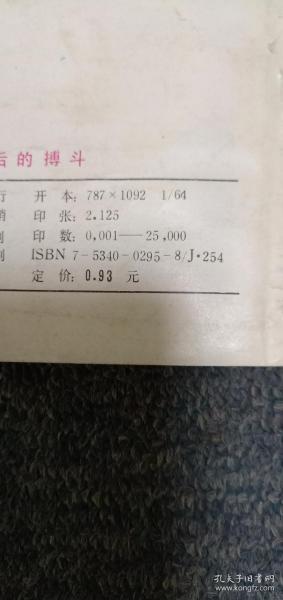 后的搏斗
行 开 本: 787×1092 1/64
销 印 张: 2.125
刷 印 数: 0,001——25,000
刷 ISBN 7-5340-0295-8/J·254
定 价: 0.93 元
孔夫子旧书网